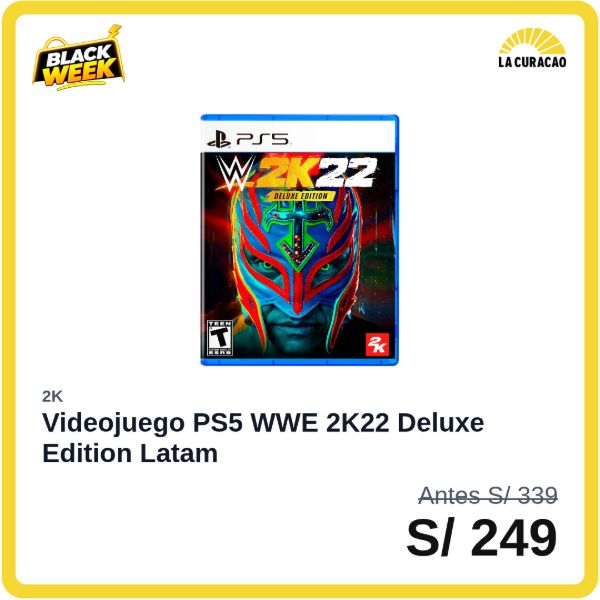 BLACK
WEEK
LA CURACAO
PS5
W 2K22
DELUXE EDITION
TEEN
T
ESRB
2K
2K
Videojuego PS5 WWE 2K22 Deluxe
Edition Latam
Antes S/ 339
S/ 249